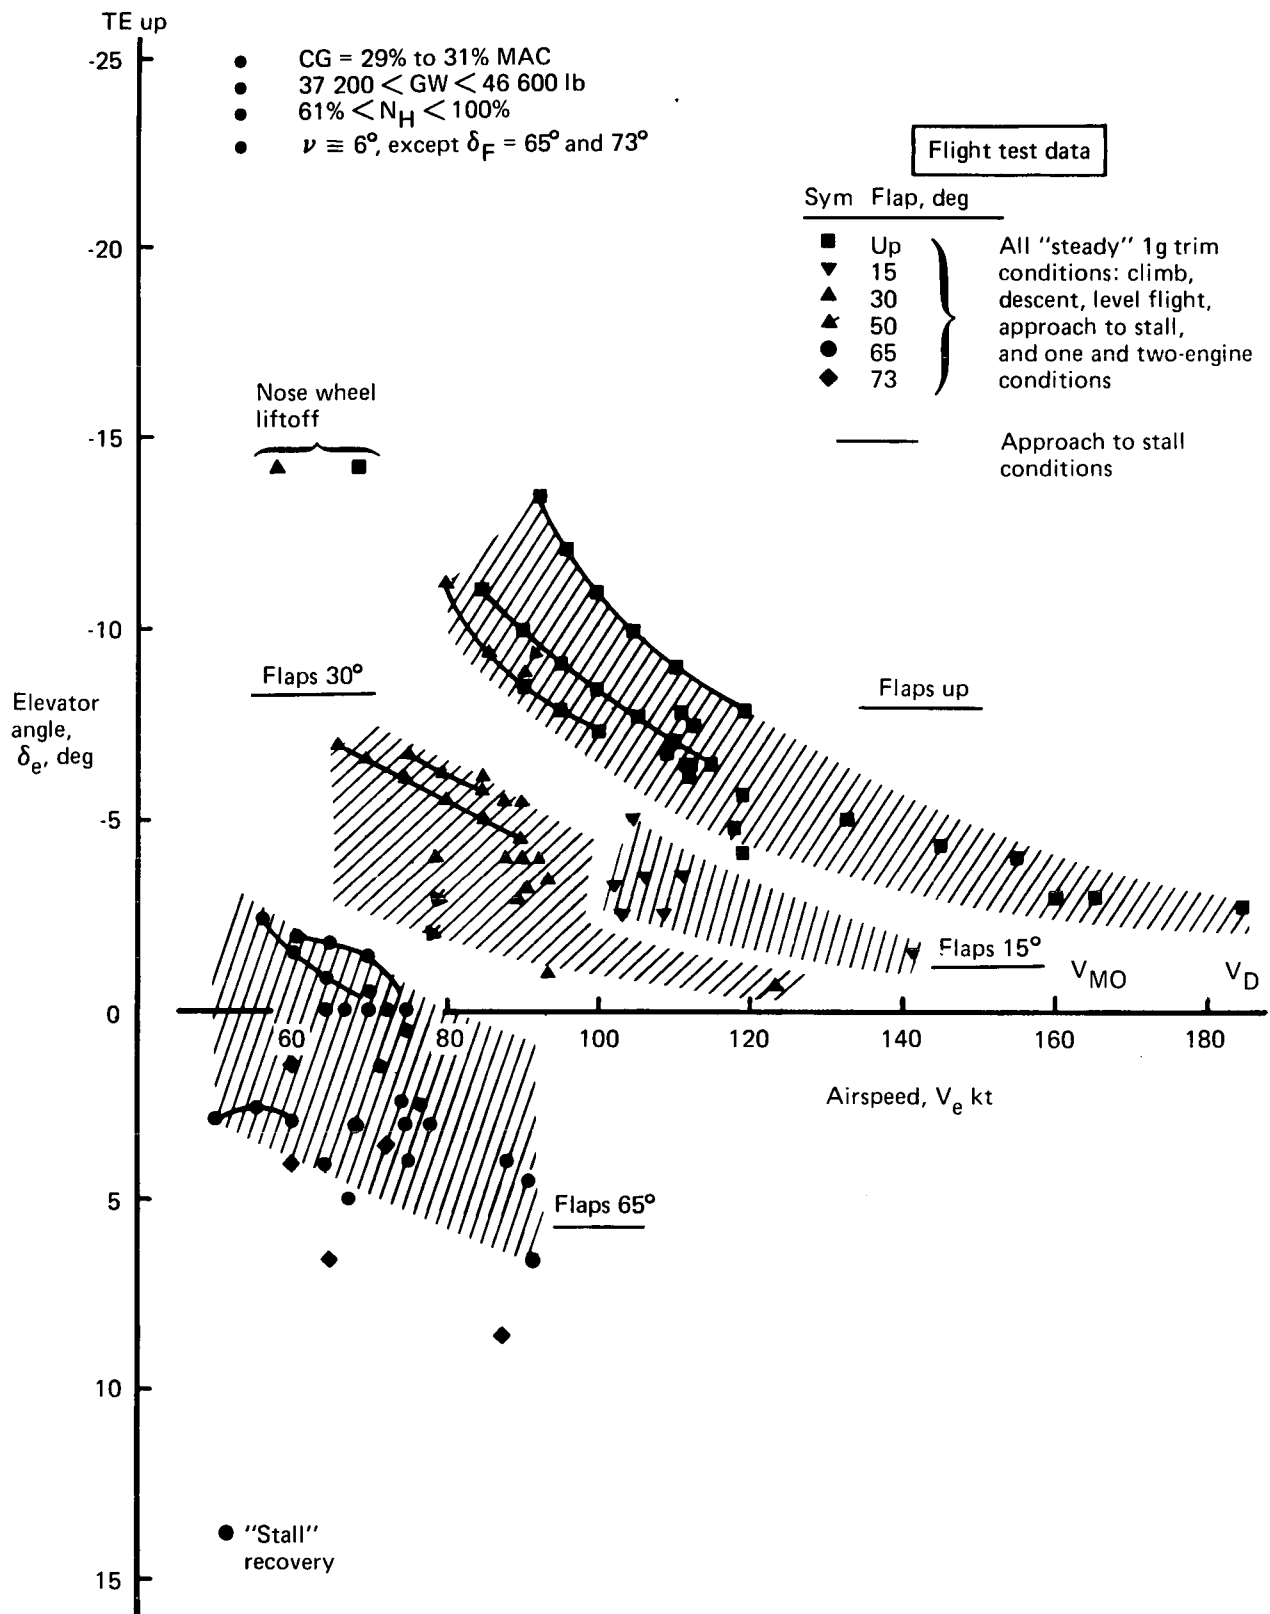 TE up
-25
● CG = 29% to 31% MAC
● 37 200 < GW < 46 600 lb
● 61% < N_H < 100%
● ν ≡ 6°, except δ_F = 65° and 73°
Flight test data
Sym Flap, deg
■ Up
▼ 15
▲ 30
50
● 65
◆ 73
All "steady" 1g trim
conditions: climb,
descent, level flight,
approach to stall,
and one and two-engine
conditions
Approach to stall
conditions
-20
Nose wheel
liftoff
-15
-10
Flaps 30°
Flaps up
Elevator
angle,
δ_e, deg
-5
Flaps 15°
V_MO
V_D
0
60 80 100 120 140 160 180
Airspeed, V_e kt
5
Flaps 65°
10
"Stall"
recovery
15